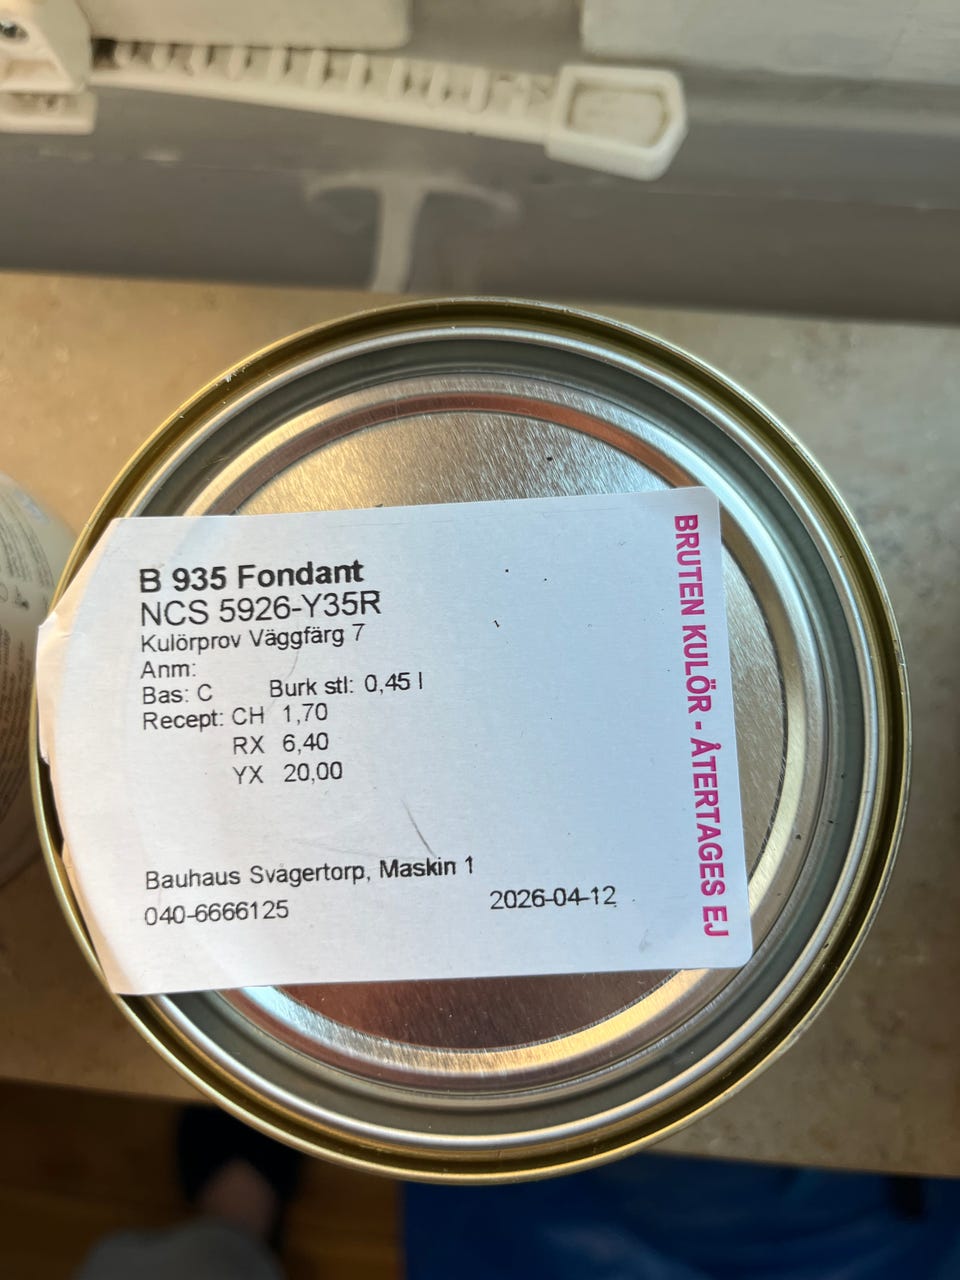 B 935 Fondant
NCS 5926-Y35R
Kulörprov Väggfärg 7
Anm:
Bas: C Burk stl: 0,45 l
Recept: CH 1,70
RX 6,40
YX 20,00
Bauhaus Svågertorp, Maskin 1
040-6666125 2026-04-12
BRUTEN KULÖR - ÅTERTAGES EJ